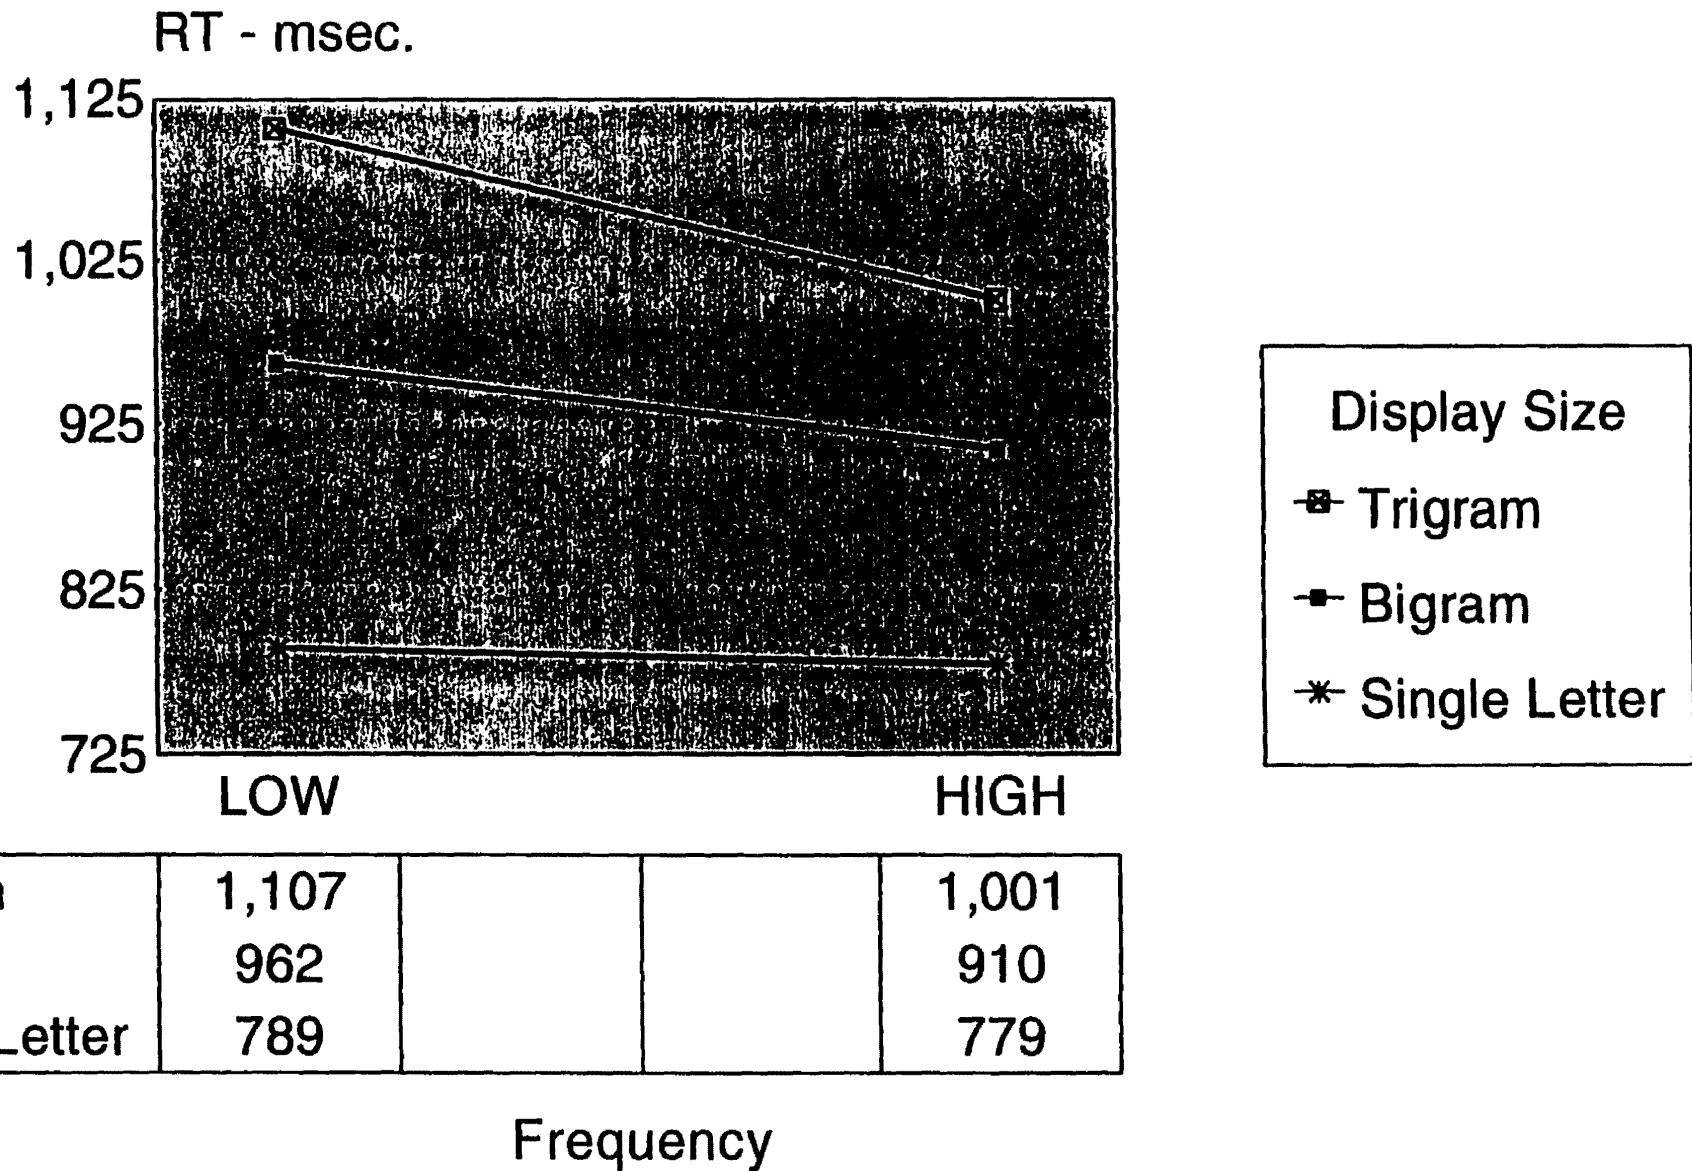 RT - msec.
1,125
1,025
925
825
725
LOW HIGH
Display Size
Trigram
Bigram
Single Letter
1,107 1,001
962 910
Letter 789 779
Frequency